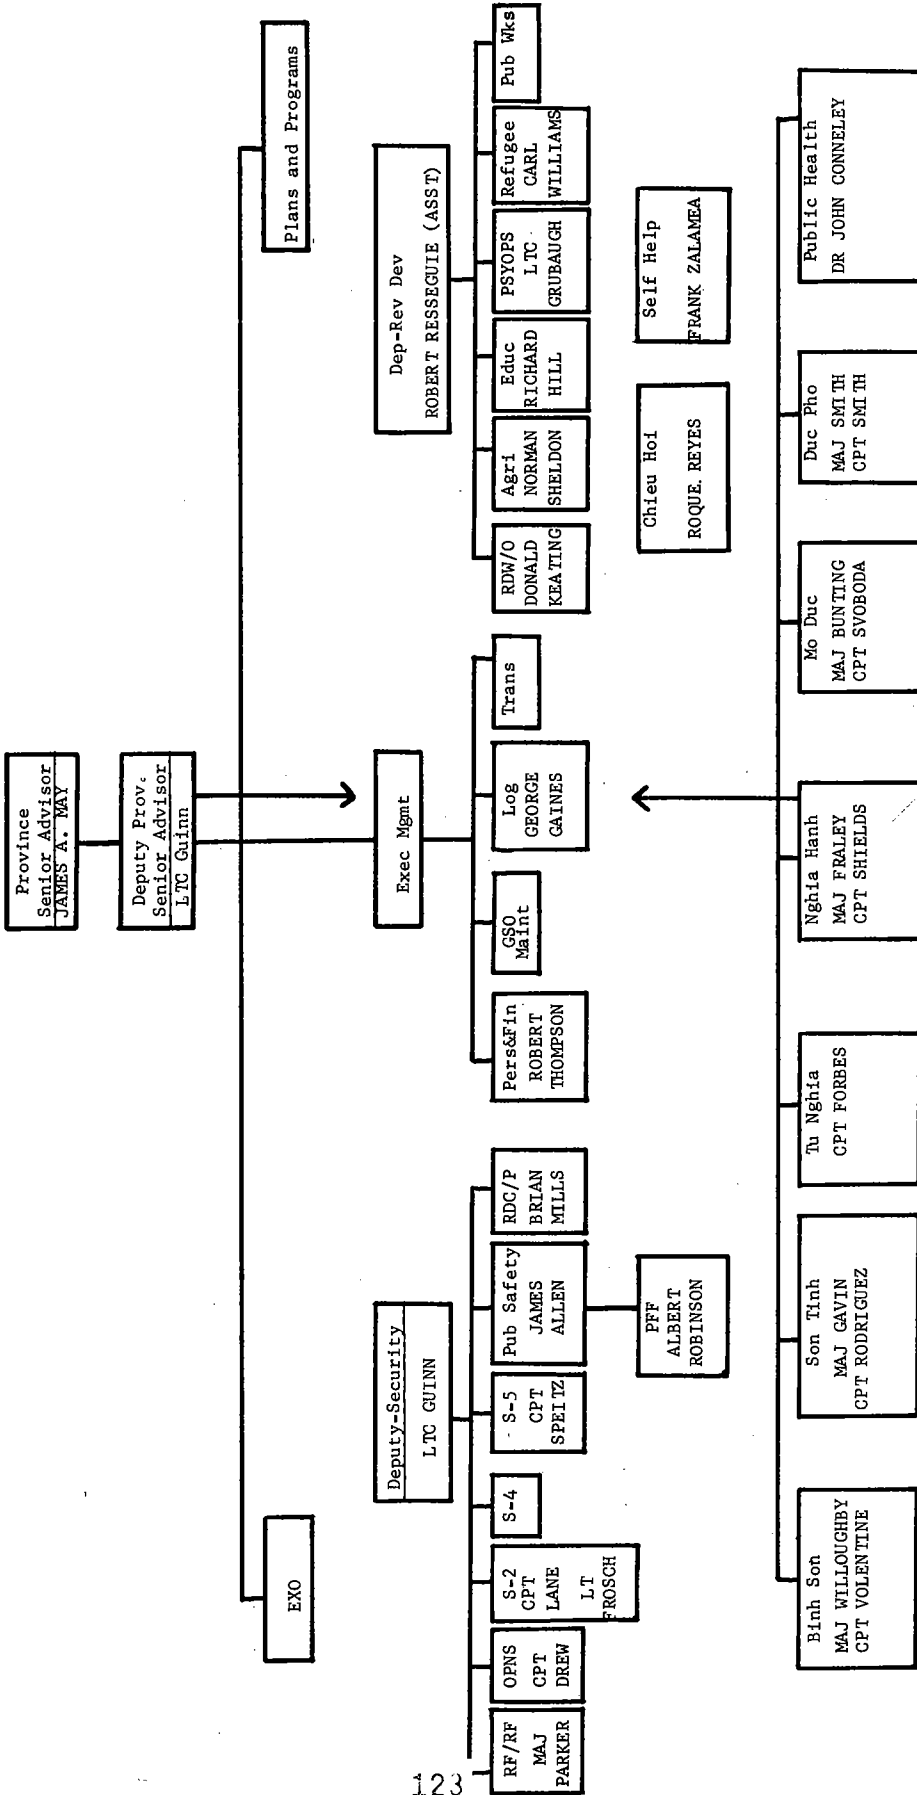 Province
Senior Advisor
JAMES A. MAY
Deputy Prov.
Senior Advisor
LTC Guinn
EXO
Plans and Programs
Deputy-Security
LTC GUINN
Exec Mgmt
Dep-Rev Dev
ROBERT RESSEGUIE (ASST)
RF/RF
MAJ
PARKER
OPNS
CPT
DREW
S-2
CPT
LANE
LT
FROSCH
S-4
S-5
CPT
SPEITZ
Pub Safety
JAMES
ALLEN
RDC/P
BRIAN
MILLS
Pers&Fin
ROBERT
THOMPSON
GSO
Maint
Log
GEORGE
GAINES
Trans
RDW/O
DONALD
KEATING
Agri
NORMAN
SHELDON
Educ
RICHARD
HILL
PSYOPS
LTC
GRUBAUGH
Refugee
CARL
WILLIAMS
Pub Wks
PFF
ALBERT
ROBINSON
Chieu Hoi
ROQUE. REYES
Self Help
FRANK ZALAMEA
Binh Son
MAJ WILLOUGHBY
CPT VOLENTINE
Son Tinh
MAJ GAVIN
CPT RODRIGUEZ
Tu Nghia
CPT FORBES
Nghia Hanh
MAJ FRALEY
CPT SHIELDS
Mo Duc
MAJ BUNTING
CPT SVOBODA
Duc Pho
MAJ SMITH
CPT SMITH
Public Health
DR JOHN CONNELEY
123